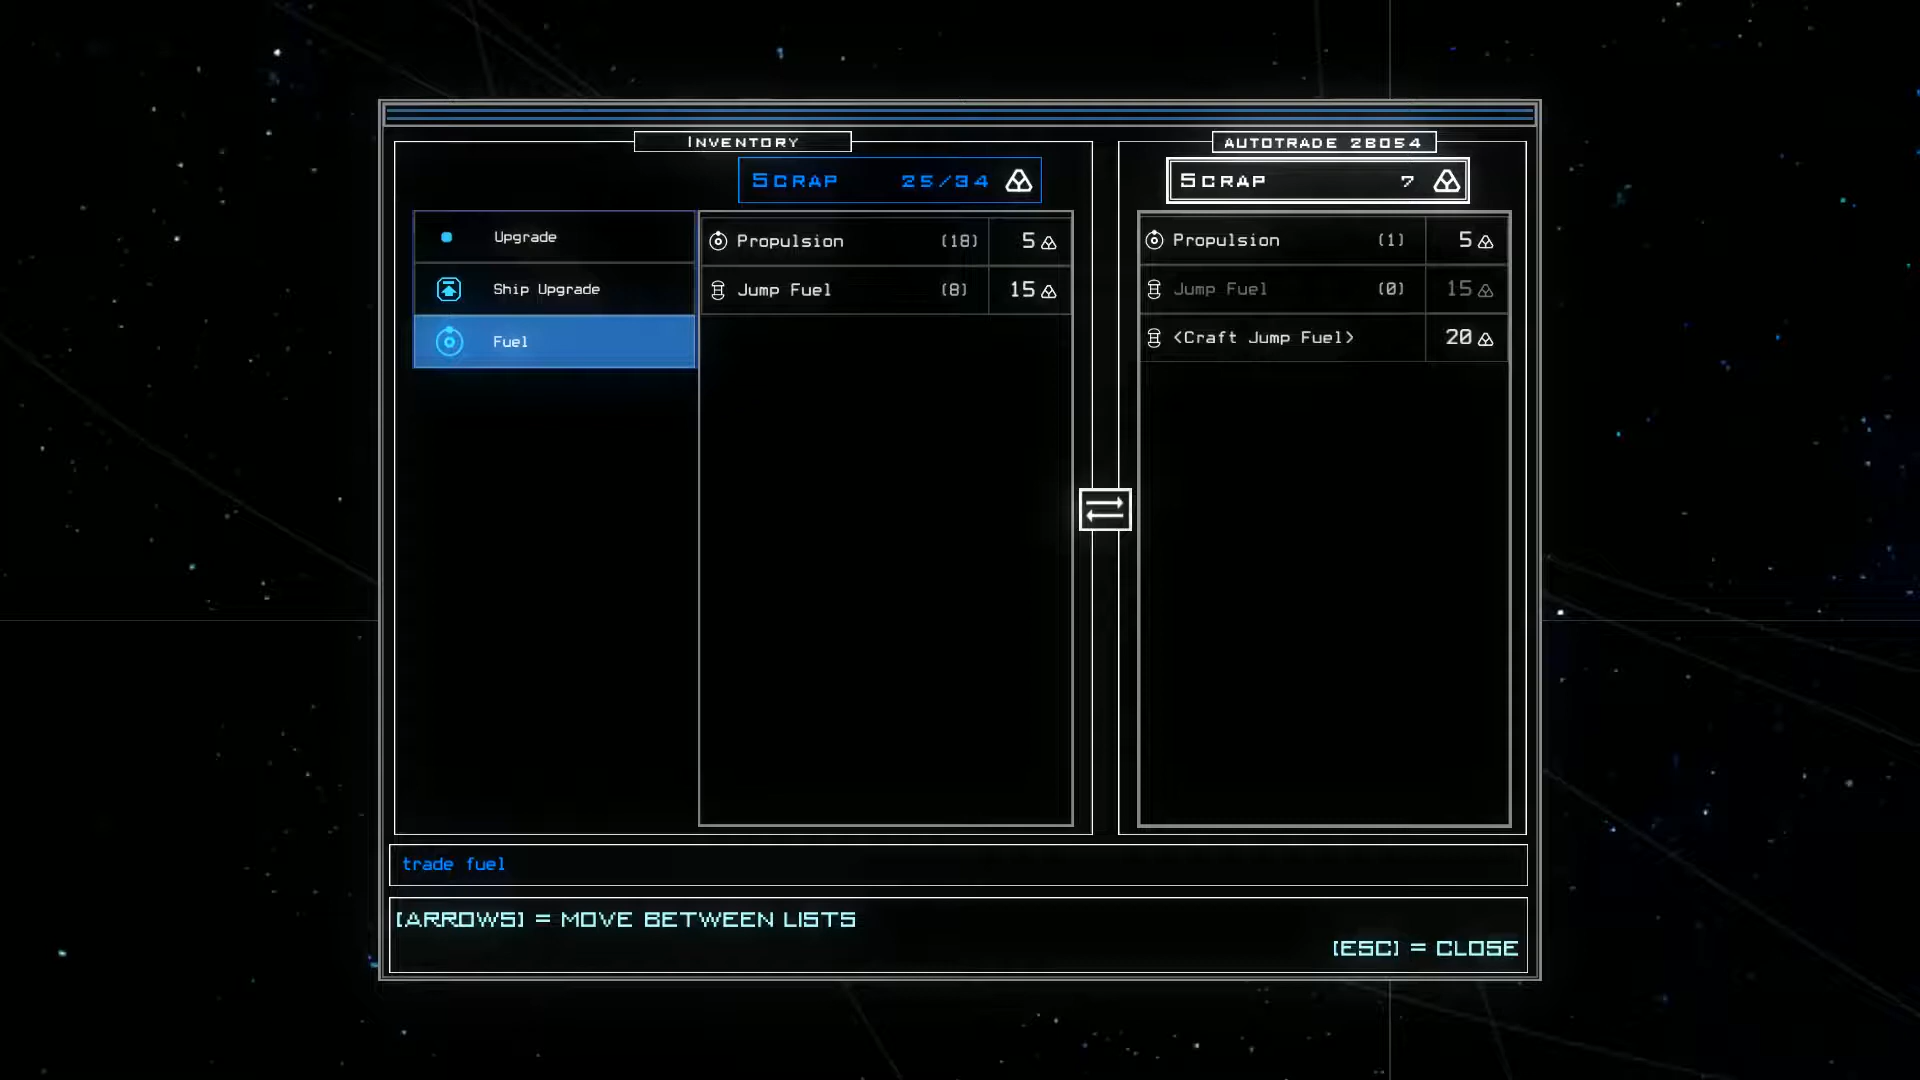 INVENTORY
SCRAP 25/34
Upgrade
Ship Upgrade
Fuel
Propulsion (18) 5
Jump Fuel (8) 15
AUTOTRADE 28054
SCRAP 7
Propulsion (1) 5
Jump Fuel (0) 15
<Craft Jump Fuel> 20
trade fuel
[ARROWS] = MOVE BETWEEN LISTS
[ESC] = CLOSE